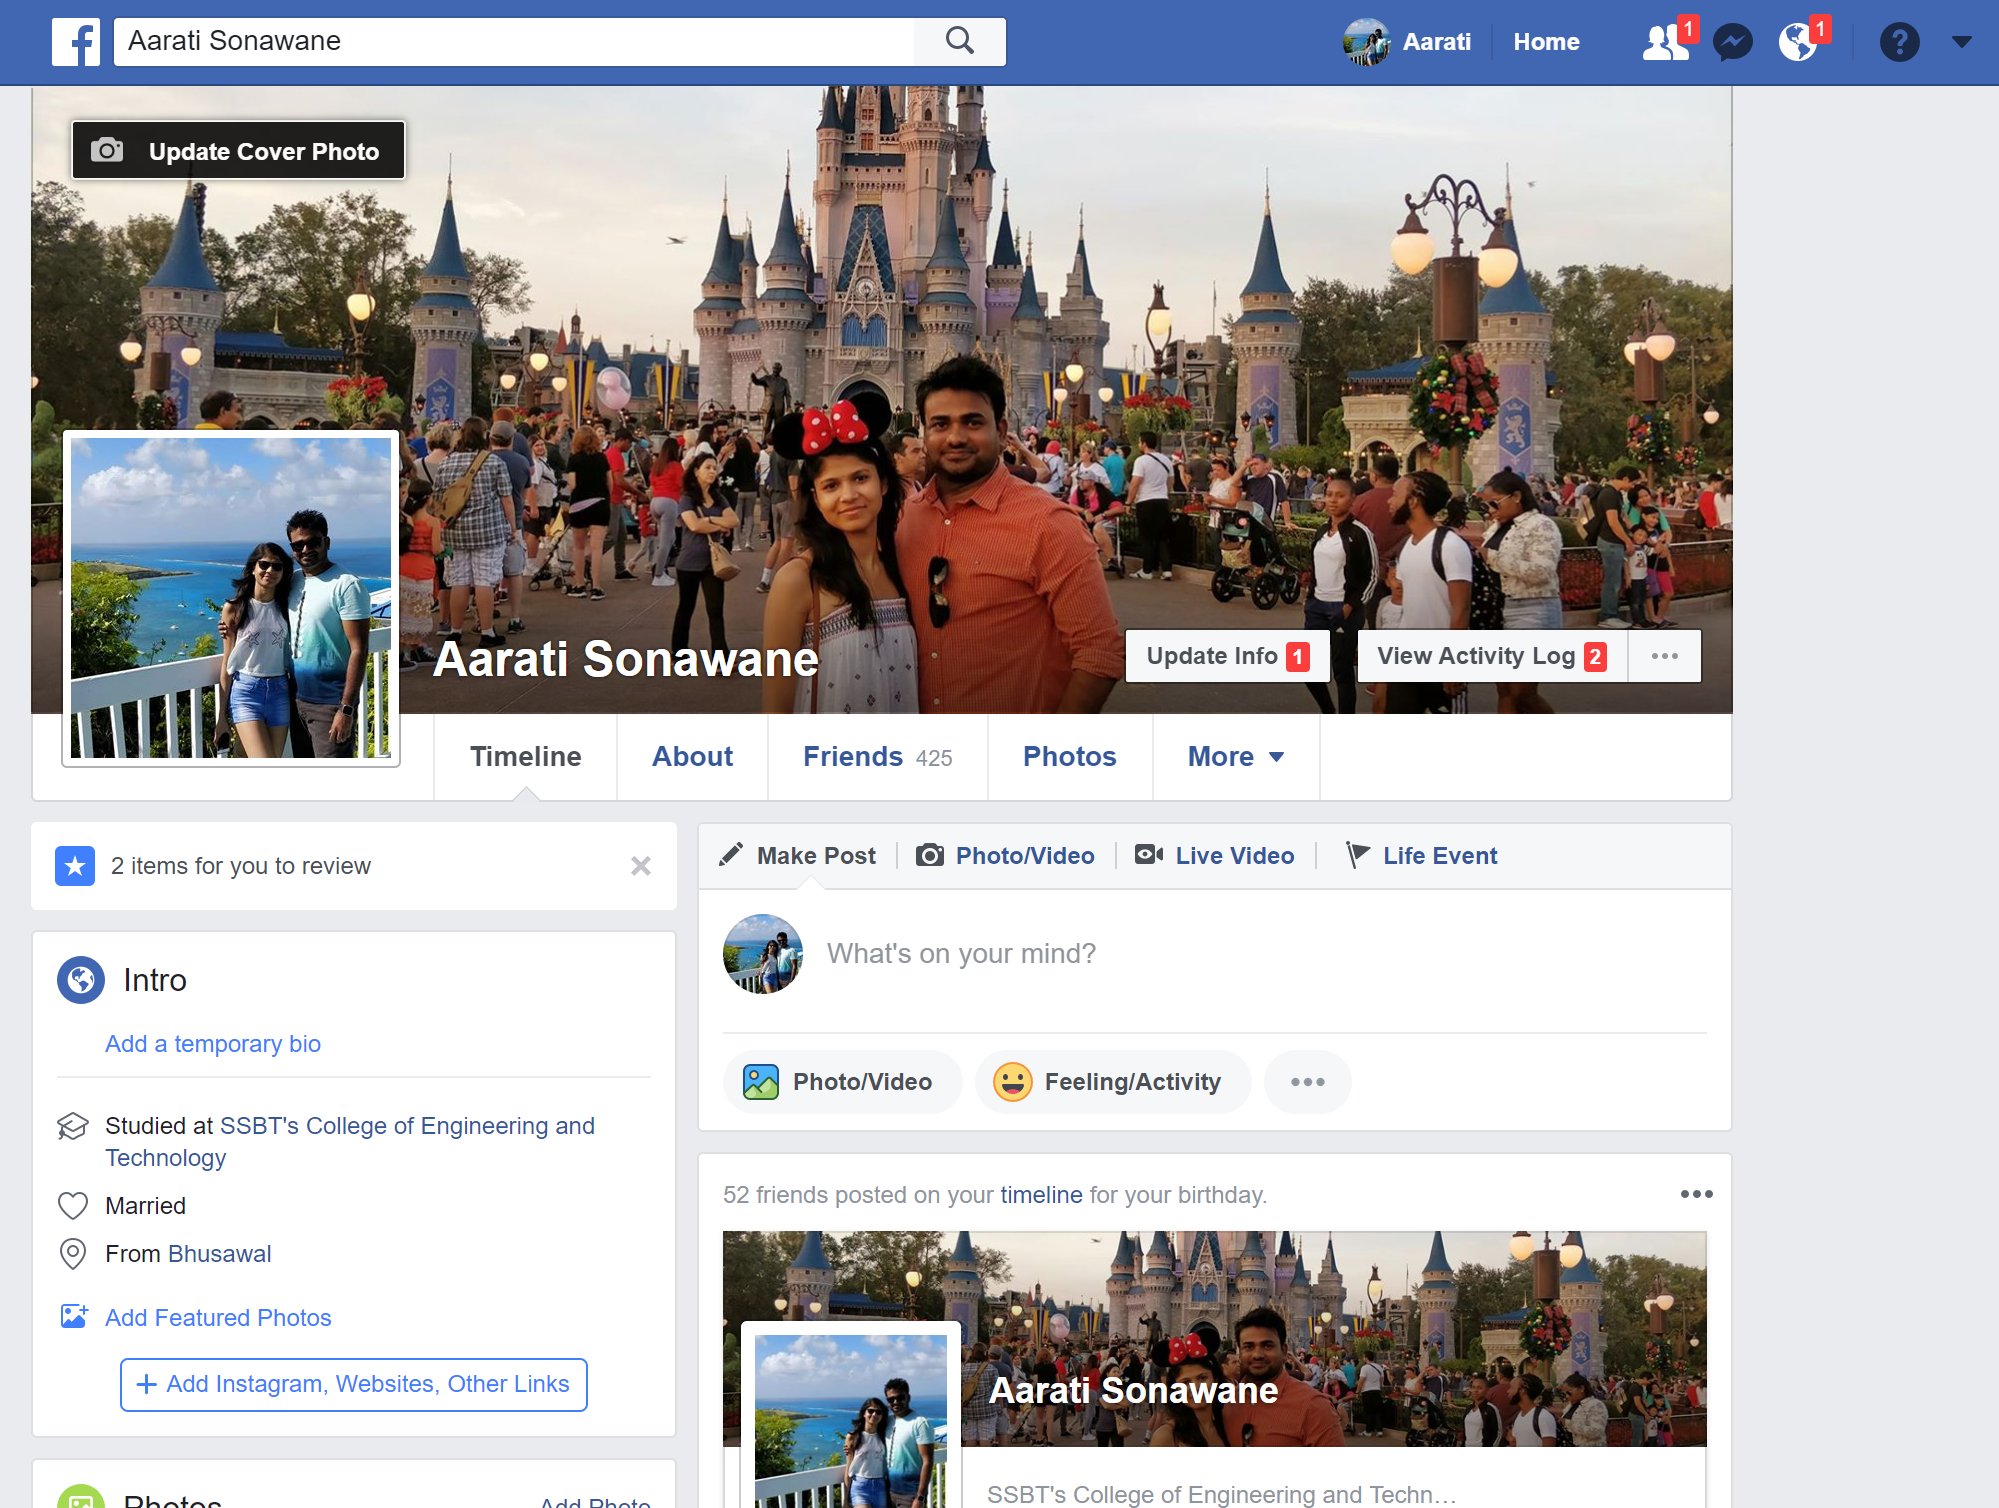 Aarati Sonawane
Aarati
Home
1
1
?
Update Cover Photo
Aarati Sonawane
Update Info 1
View Activity Log 2
Timeline
About
Friends 425
Photos
More
2 items for you to review
Make Post
Photo/Video
Live Video
Life Event
Intro
What's on your mind?
Add a temporary bio
Photo/Video
Feeling/Activity
Studied at SSBT's College of Engineering and
Technology
Married
From Bhusawal
Add Featured Photos
+ Add Instagram, Websites, Other Links
52 friends posted on your timeline for your birthday.
Aarati Sonawane
SSBT's College of Engineering and Techn...
Photos
Add Photo